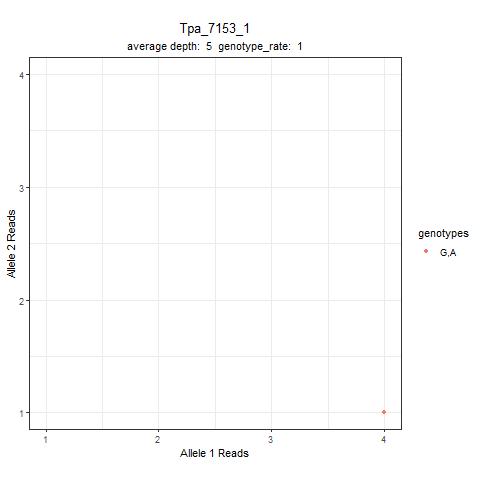 Tpa_7153_1
average depth:  5  genotype_rate:  1
4
3
2
1
Allele 2 Reads
1 2 3 4
Allele 1 Reads
genotypes
G,A